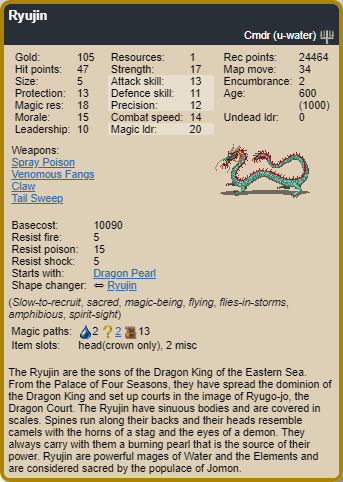 Ryujin
Cmdr (u-water)
Gold: 105 Resources: 1 Rec points: 24464
Hit points: 47 Strength: 17 Map move: 34
Size: 5 Attack skill: 13 Encumbrance: 2
Protection: 13 Defence skill: 11 Age: 600
Magic res: 18 Precision: 12 (1000)
Morale: 15 Combat speed: 14 Undead ldr: 0
Leadership: 10 Magic ldr: 20
Weapons:
Spray Poison
Venomous Fangs
Claw
Tail Sweep
Basecost: 10090
Resist fire: 5
Resist poison: 15
Resist shock: 5
Starts with: Dragon Pearl
Shape changer: ⇔ Ryujin
(Slow-to-recruit, sacred, magic-being, flying, flies-in-storms,
amphibious, spirit-sight)
Magic paths: 2 ?2 13
Item slots: head(crown only), 2 misc
The Ryujin are the sons of the Dragon King of the Eastern Sea.
From the Palace of Four Seasons, they have spread the dominion of
the Dragon King and set up courts in the image of Ryugo-jo, the
Dragon Court. The Ryujin have sinuous bodies and are covered in
scales. Spines run along their backs and their heads resemble
camels with the horns of a stag and the eyes of a demon. They
always carry with them a burning pearl that is the source of their
power. Ryujin are powerful mages of Water and the Elements and
are considered sacred by the populace of Jomon.